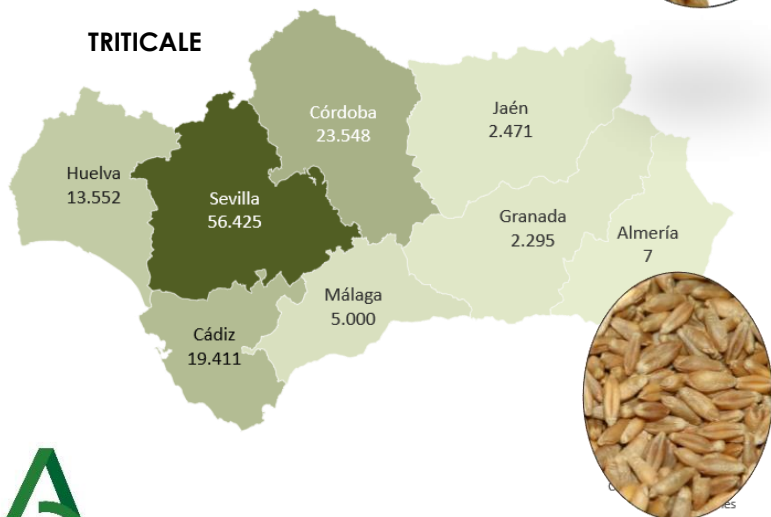 TRITICALE
Córdoba
23.548
Jaén
2.471
Huelva
13.552
Sevilla
56.425
Granada
2.295
Almería
7
Málaga
5.000
Cádiz
19.411